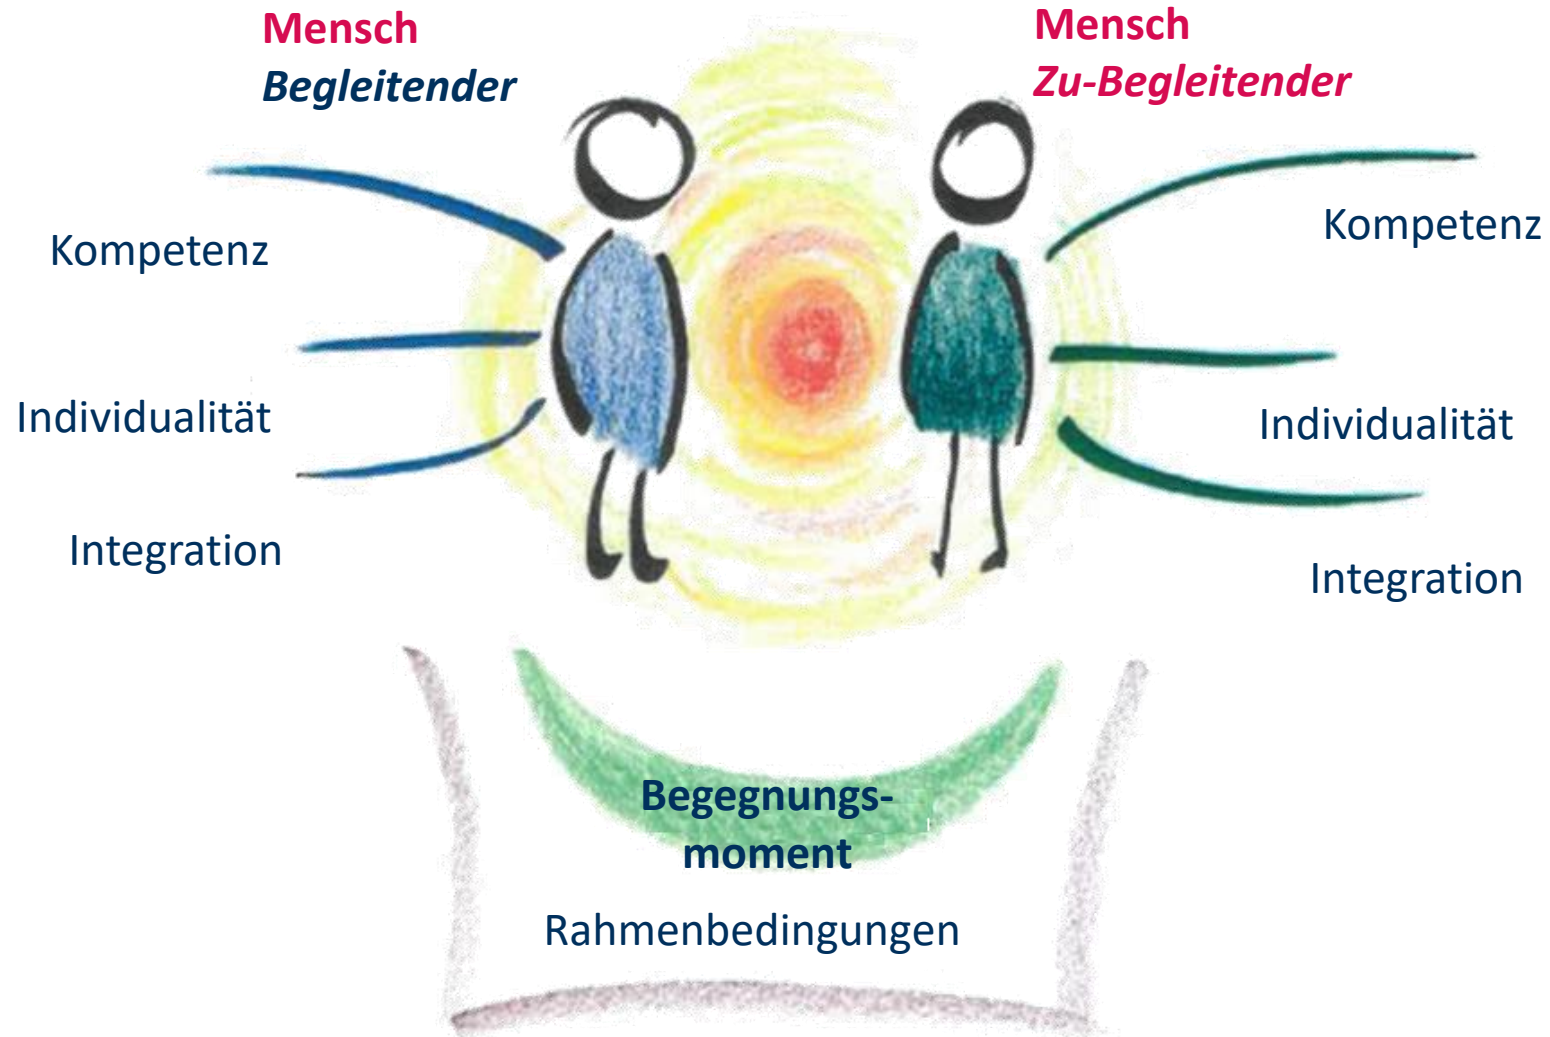 Mensch
Begleitender
Mensch
Zu-Begleitender
Kompetenz
Individualität
Integration
Kompetenz
Individualität
Integration
Begegnungs-
moment
Rahmenbedingungen